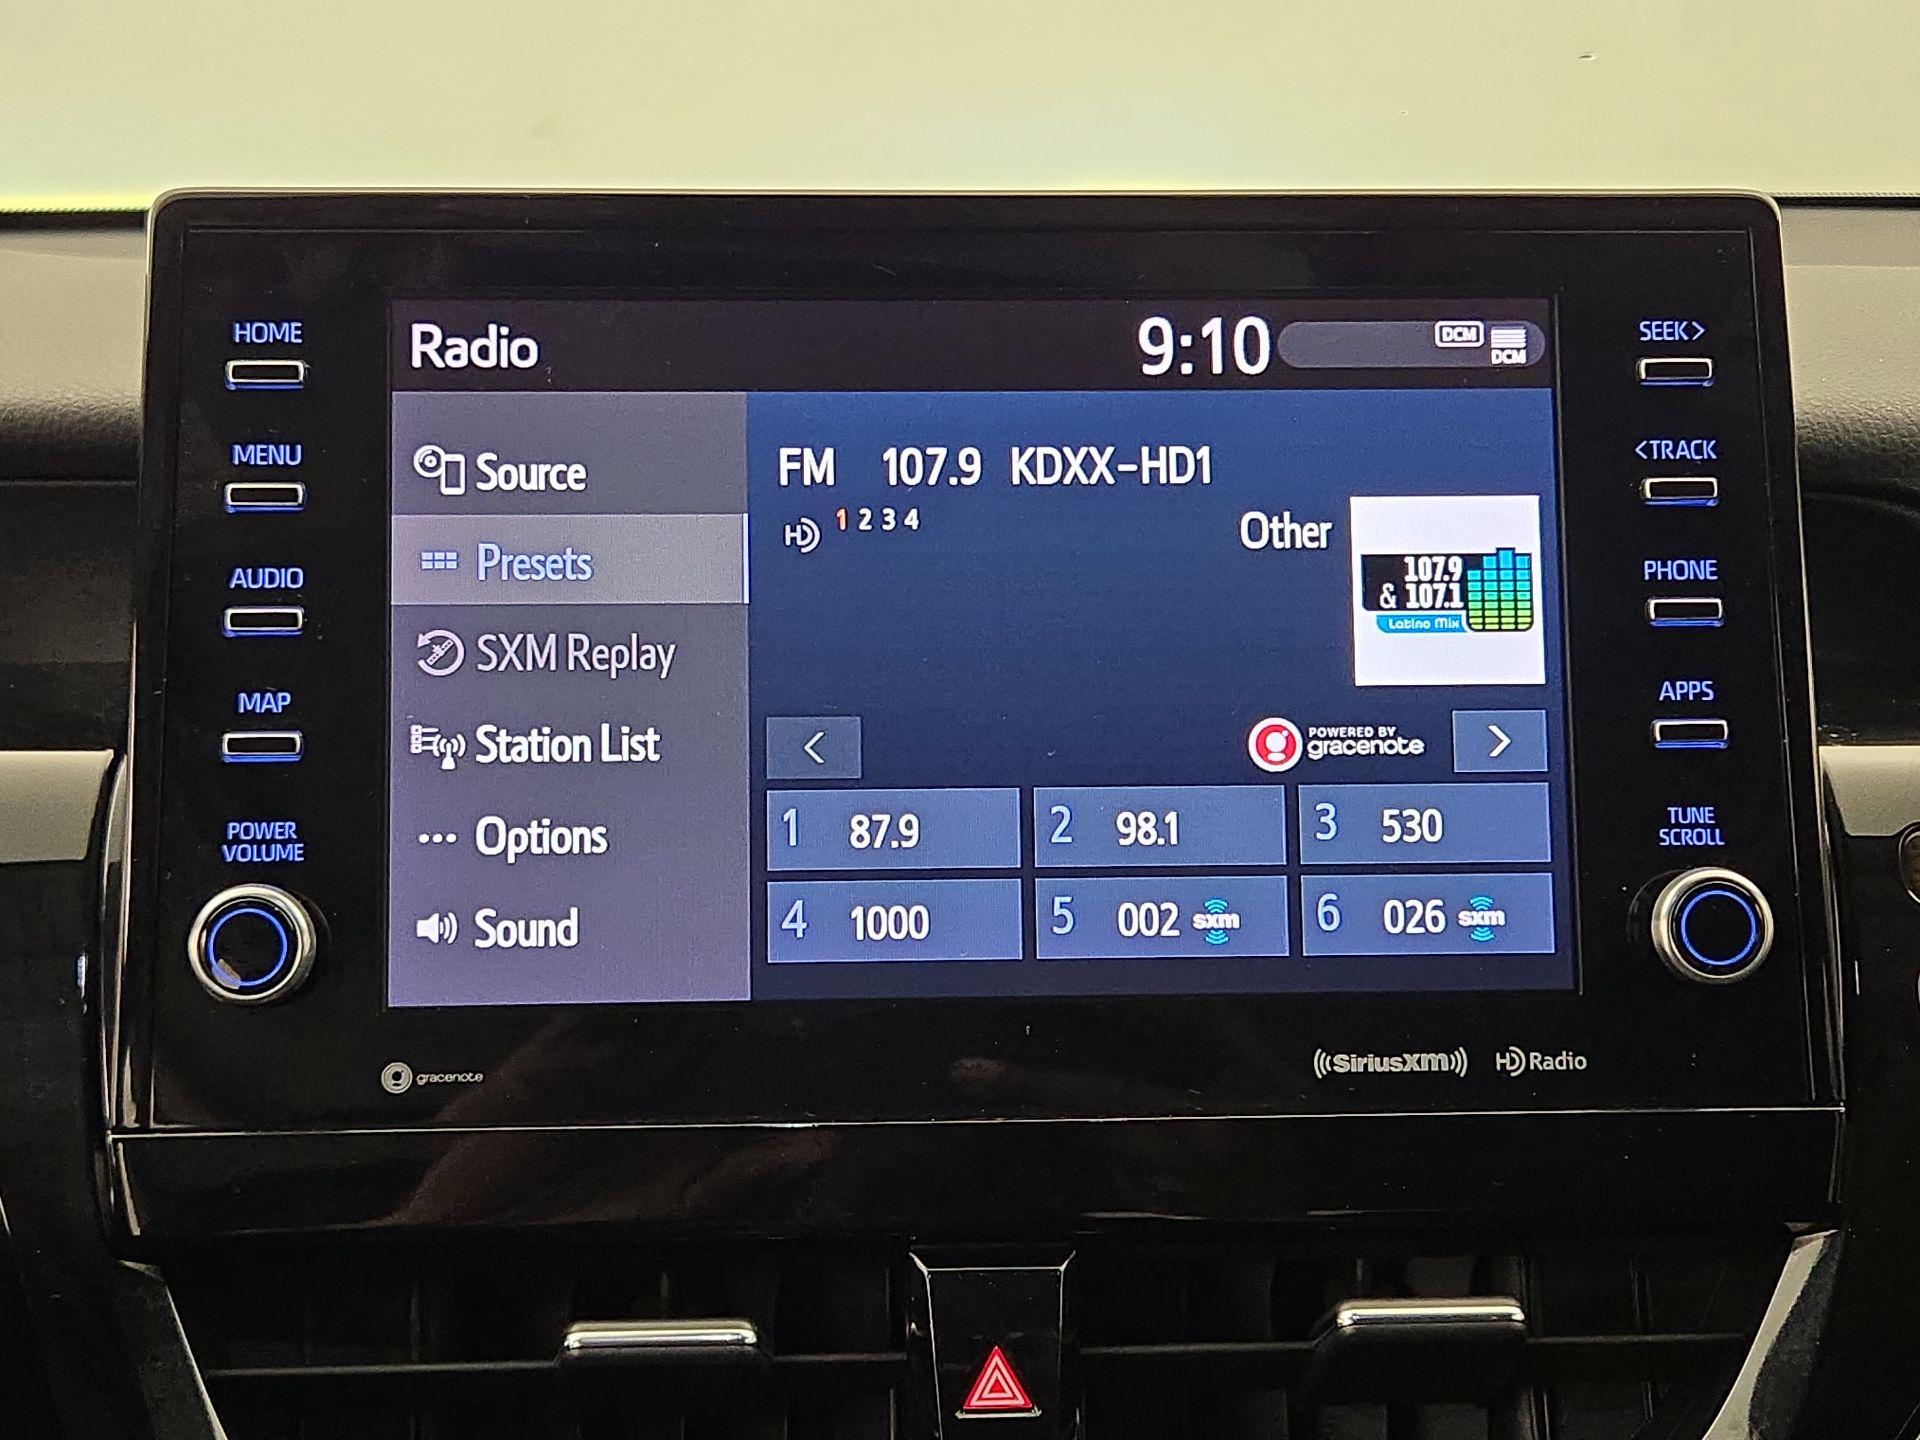 HOME
MENU
AUDIO
MAP
POWER
VOLUME
Radio
9:10
DCM
DCM
Source
Presets
SXM Replay
Station List
Options
Sound
FM 107.9 KDXX-HD1
HD 1 2 3 4
Other
107.9
& 107.1
Latino Mix
<
POWERED BY
gracenote
>
1 87.9
2 98.1
3 530
4 1000
5 002 sxm
6 026 sxm
SEEK>
<TRACK
PHONE
APPS
TUNE
SCROLL
gracenote
((SiriusXM))
HD Radio